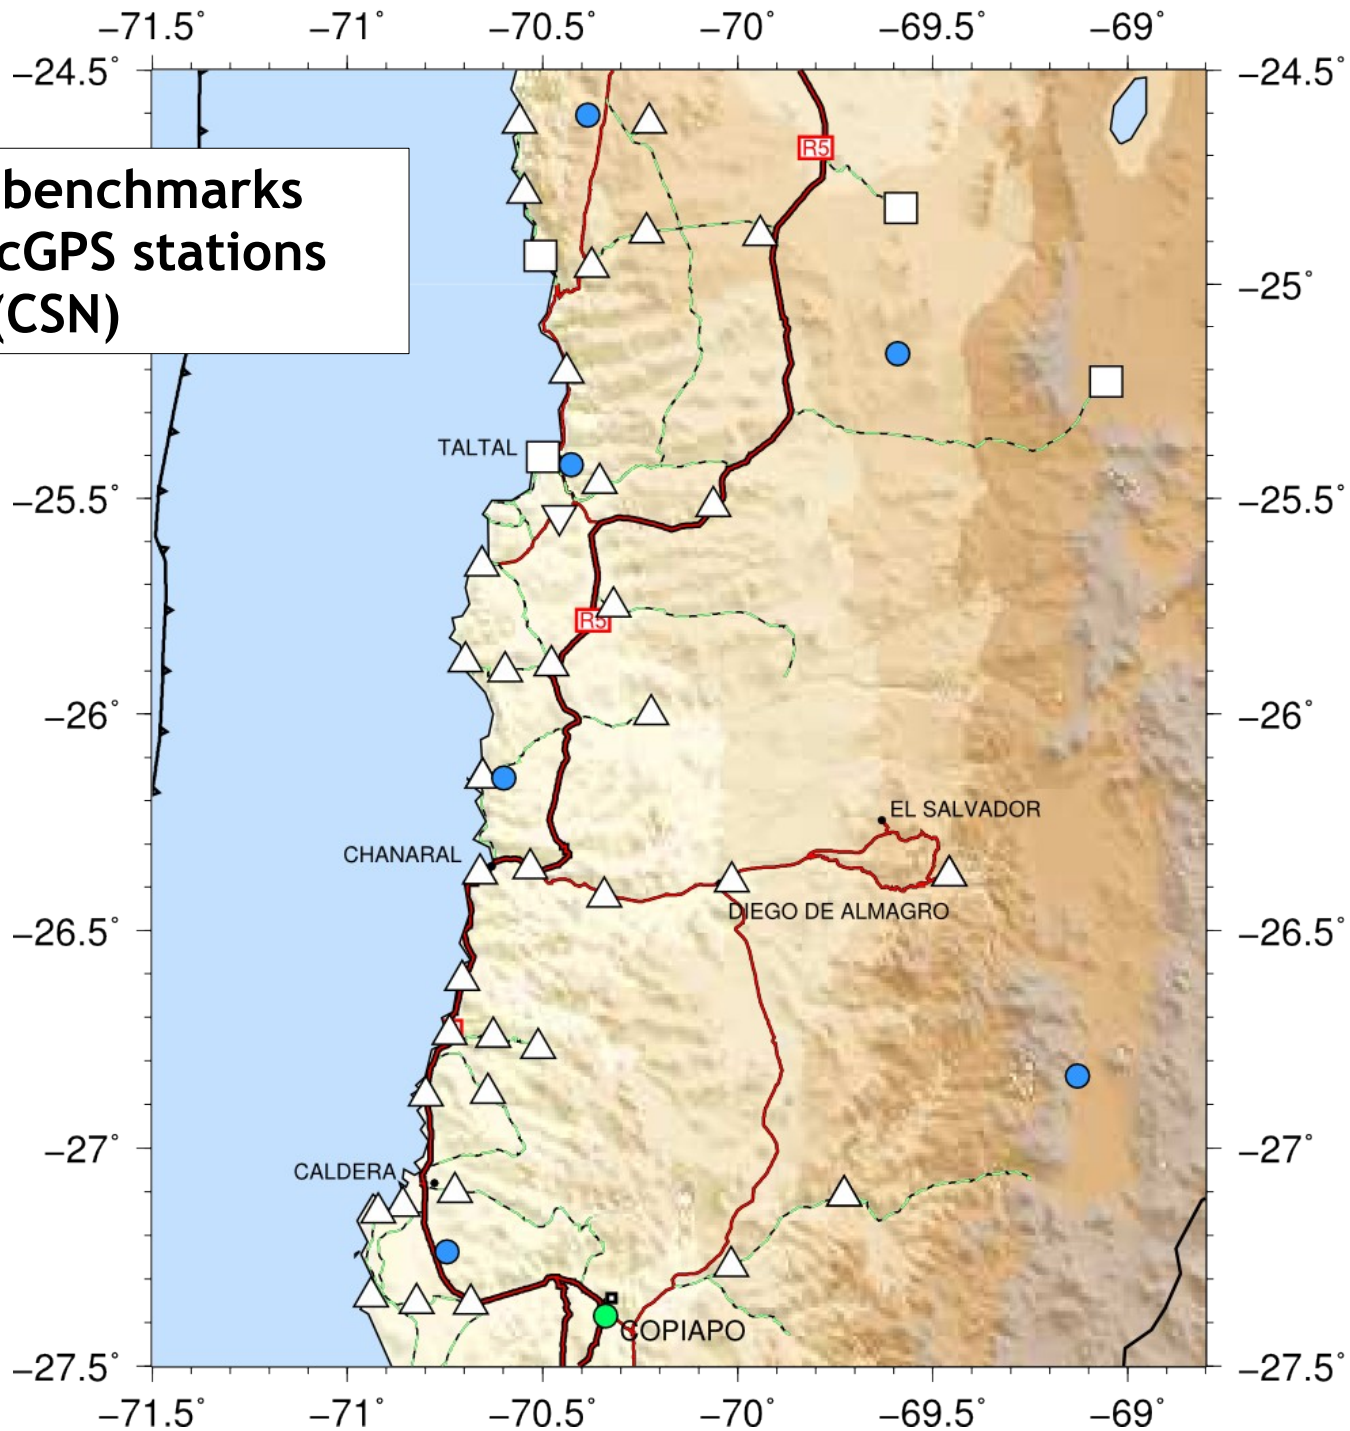 −71.5˚ −71˚ −70.5˚ −70˚ −69.5˚ −69˚
−24.5˚ −24.5˚
R5
benchmarks
cGPS stations
(CSN)
−25˚
TALTAL
−25.5˚ −25.5˚
R5
−26˚ −26˚
EL SALVADOR
CHANARAL
DIEGO DE ALMAGRO
−26.5˚ −26.5˚
−27˚ −27˚
CALDERA
COPIAPO
−27.5˚ −27.5˚
−71.5˚ −71˚ −70.5˚ −70˚ −69.5˚ −69˚